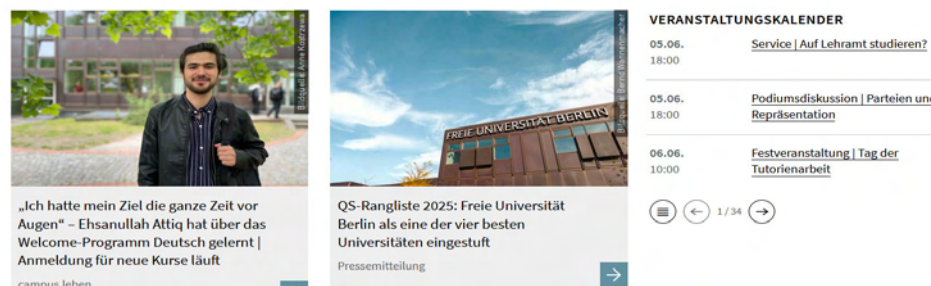 Bildquelle: Anne Kostrzewa
„Ich hatte mein Ziel die ganze Zeit vor
Augen“ – Ehsanullah Attiq hat über das
Welcome-Programm Deutsch gelernt |
Anmeldung für neue Kurse läuft
campus.leben
FREIE UNIVERSITÄT BERLIN
Bildquelle: Bernd Wannenmacher
QS-Rangliste 2025: Freie Universität
Berlin als eine der vier besten
Universitäten eingestuft
Pressemitteilung
VERANSTALTUNGSKALENDER
05.06. Service | Auf Lehramt studieren?
18:00
05.06. Podiumsdiskussion | Parteien und
18:00 Repräsentation
06.06. Festveranstaltung | Tag der
10:00 Tutorienarbeit
1 / 34